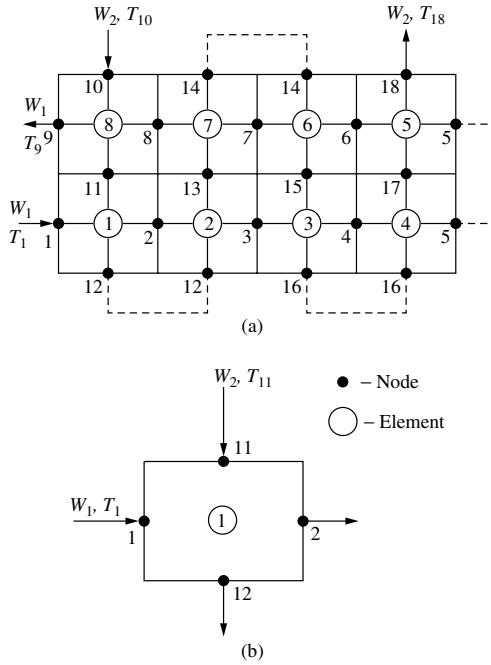 W2, T10 W2, T18
10 14 14 18
W1 8 7 6 5
9 8 7 6 5
T9
11 13 15 17
W1 1 2 3 4
T1 1 2 3 4 5
12 12 16 16
(a)
W2, T11
– Node
11
– Element
W1, T1 1
1 2
12
(b)